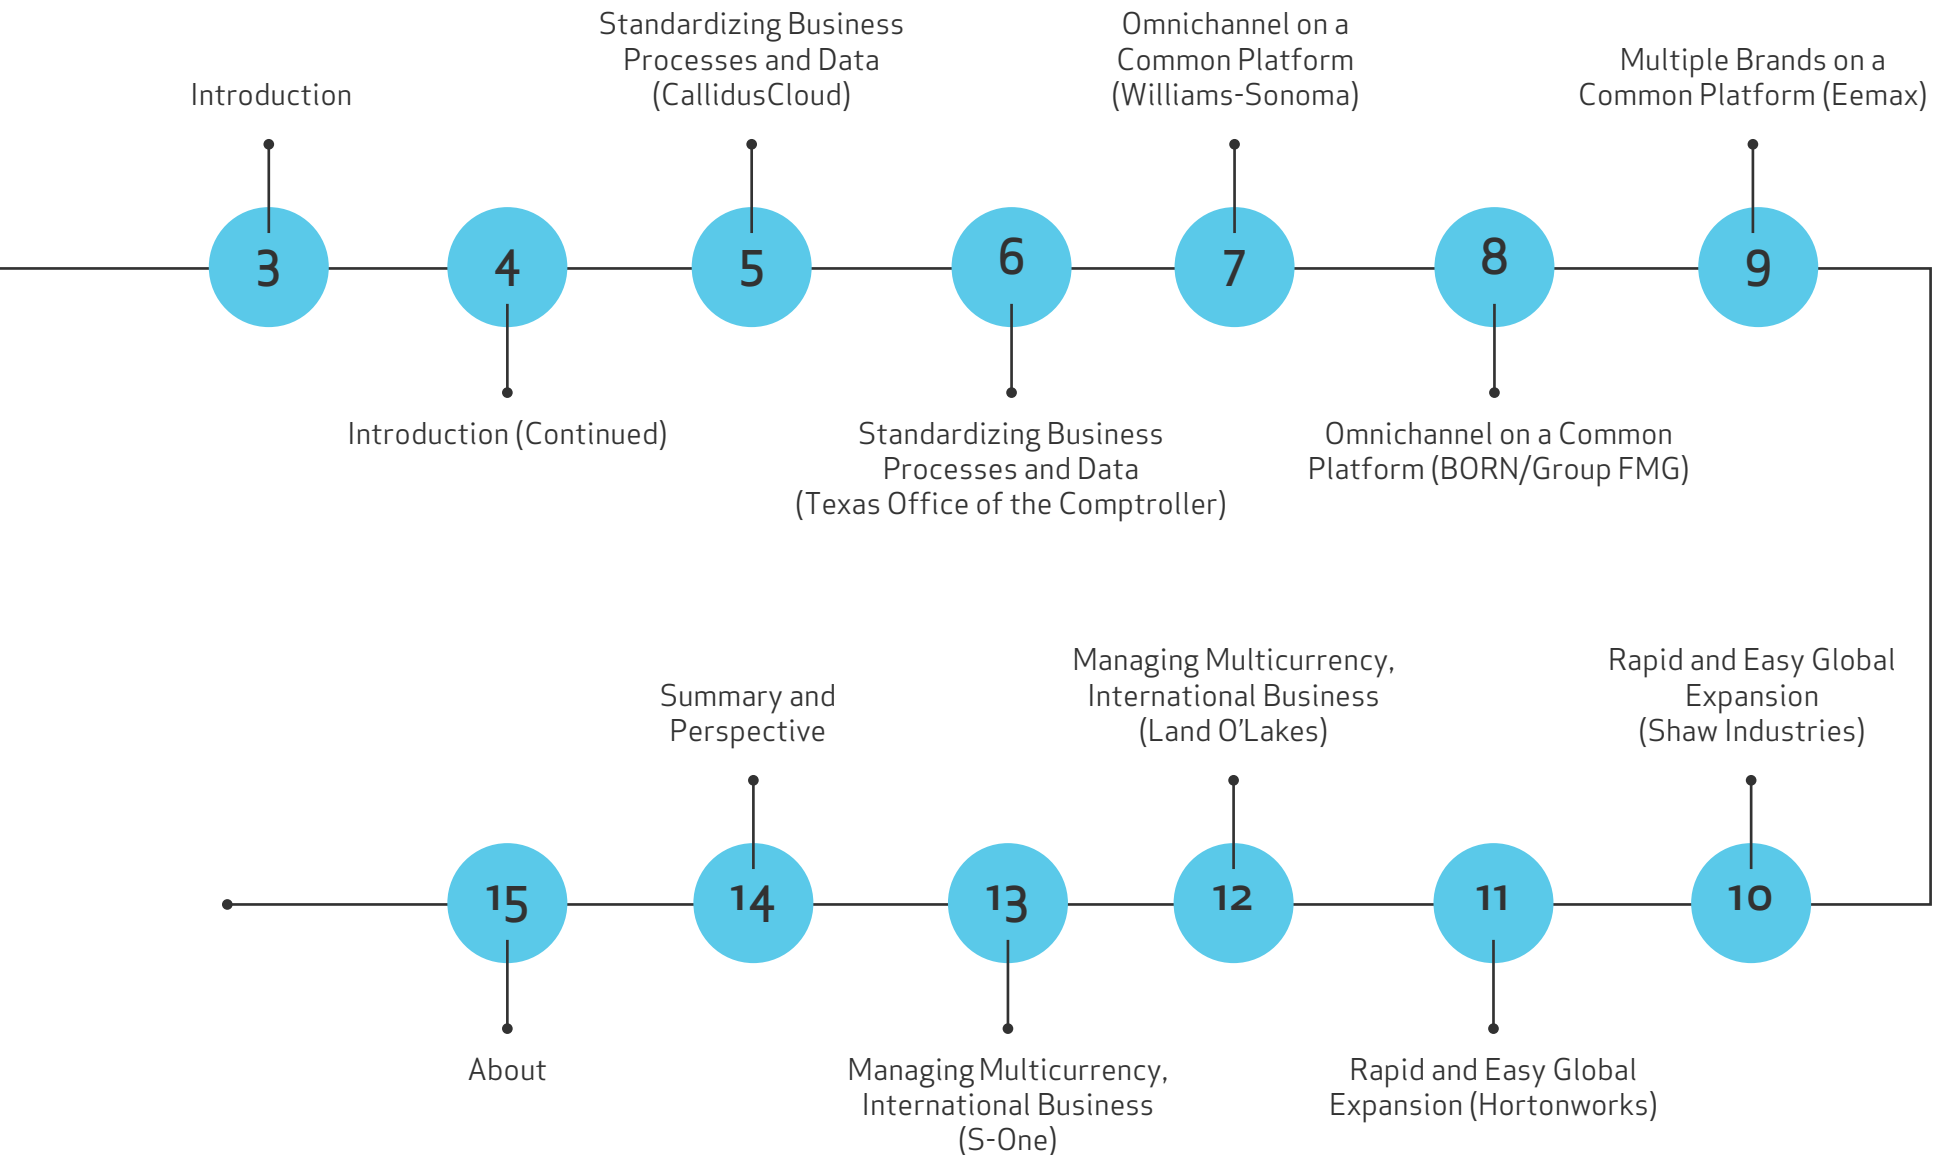 Introduction
3
Introduction (Continued)
4
Standardizing Business
Processes and Data
(CallidusCloud)
5
6
Standardizing Business
Processes and Data
(Texas Office of the Comptroller)
Omnichannel on a
Common Platform
(Williams-Sonoma)
7
8
Omnichannel on a Common
Platform (BORN/Group FMG)
Multiple Brands on a
Common Platform (Eemax)
9
Rapid and Easy Global
Expansion
(Shaw Industries)
10
11
Rapid and Easy Global
Expansion (Hortonworks)
Managing Multicurrency,
International Business
(Land O'Lakes)
12
13
Managing Multicurrency,
International Business
(S-One)
Summary and
Perspective
14
15
About